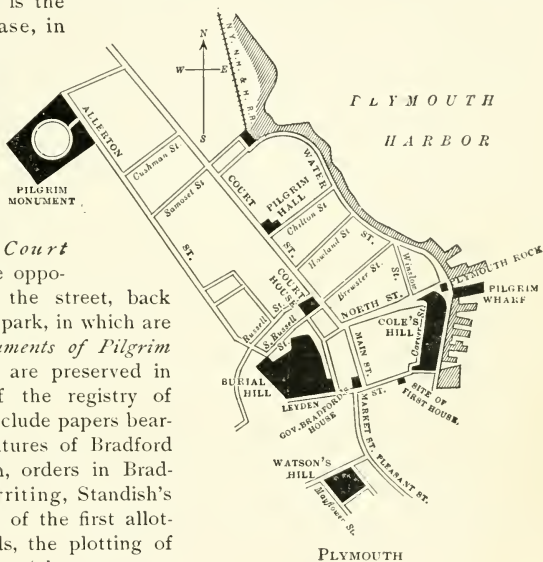 is the
ase, in
N.Y. N.H. & H. RR.
N
W
E
S
PLYMOUTH
HARBOR
ALLERTON
ST.
Cushman St
Samoset St
COURT
ST.
WATER
ST.
PILGRIM
MONUMENT
PILGRIM
HALL
Chilton St
Howland St
Brewster St.
Winslow
St.
PLYMOUTH ROCK
PILGRIM
WHARF
COURT
HOUSE
NORTH ST.
Russell St.
S. Russell
St
COLE'S
HILL
Carver St
MAIN ST.
BURIAL
HILL
LEYDEN
ST.
GOV. BRADFORD'S
HOUSE
SITE OF
FIRST HOUSE
MARKET ST.
PLEASANT ST.
WATSON'S
HILL
Mayflower St.
PLYMOUTH
Court
e oppo-
the street, back
park, in which are
uments of Pilgrim
are preserved in
f the registry of
clude papers bear-
tures of Bradford
n, orders in Brad-
riting, Standish's
of the first allot-
ls, the plotting of